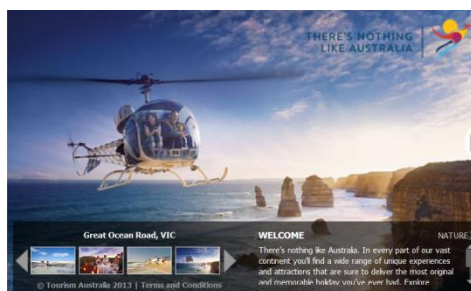 THERE'S NOTHING
LIKE AUSTRALIA
Great Ocean Road, VIC
© Tourism Australia 2013 | Terms and Conditions
WELCOME
NATURE
There's nothing like Australia. In every part of our vast
continent you'll find a wide range of unique experiences
and attractions that are sure to deliver the most original
and memorable holiday you've ever had. Explore